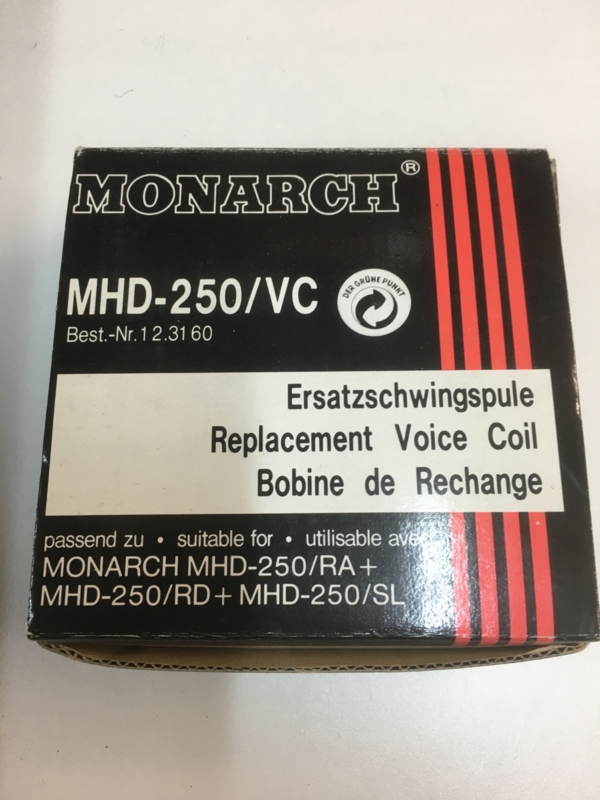 MONARCH®
MHD-250/VC
DER GRÜNE PUNKT
Best.-Nr. 12.3160
Ersatzschwingspule
Replacement Voice Coil
Bobine de Rechange
passend zu • suitable for • utilisable avec
MONARCH MHD-250/RA+
MHD-250/RD+ MHD-250/SL